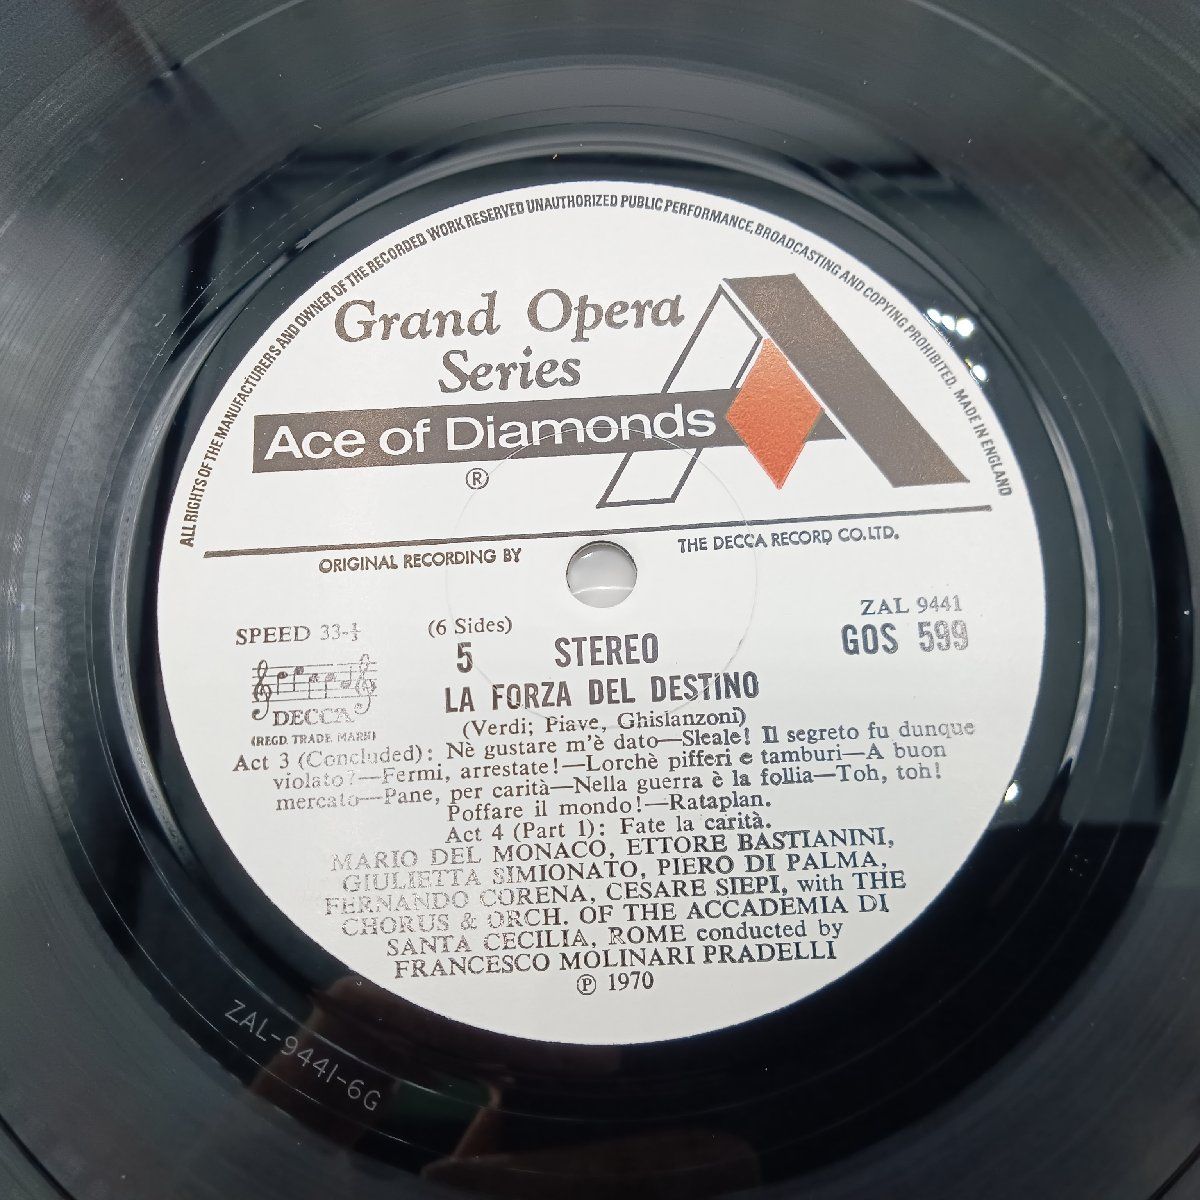 ALL RIGHTS OF THE MANUFACTURERS AND OWNER OF THE RECORDED WORK RESERVED UNAUTHORIZED PUBLIC PERFORMANCE, BROADCASTING AND COPYING PROHIBITED. MADE IN ENGLAND
Grand Opera
Series
Ace of Diamonds
®
ORIGINAL RECORDING BY THE DECCA RECORD CO. LTD.
ZAL 9441
SPEED 33-⅓ (6 Sides) GOS 599
5 STEREO
DECCA
(REGD. TRADE MARK)
LA FORZA DEL DESTINO
(Verdi; Piave, Ghislanzoni)
Act 3 (Concluded): Nè gustare m'è dato—Sleale! Il segreto fu dunque
violato?—Fermi, arrestate!—Lorchè pifferi e tamburi—A buon
mercato—Pane, per carità—Nella guerra è la follia—Toh, toh!
Poffare il mondo!—Rataplan.
Act 4 (Part 1): Fate la carità.
MARIO DEL MONACO, ETTORE BASTIANINI,
GIULIETTA SIMIONATO, PIERO DI PALMA,
FERNANDO CORENA, CESARE SIEPI, with THE
CHORUS & ORCH. OF THE ACCADEMIA DI
SANTA CECILIA, ROME conducted by
FRANCESCO MOLINARI PRADELLI
℗ 1970
ZAL-9441-6G